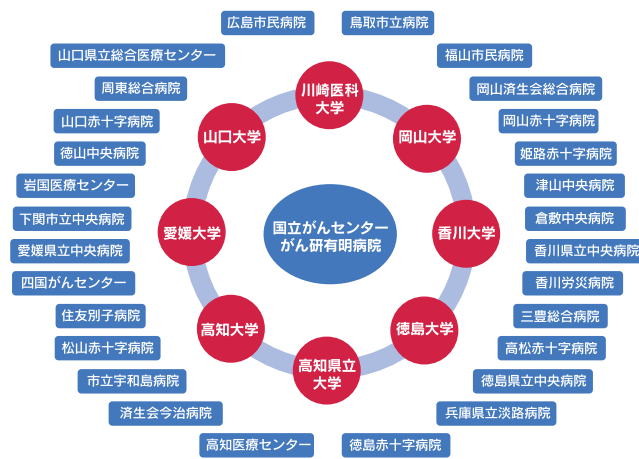 広島市民病院
鳥取市立病院
山口県立総合医療センター
福山市民病院
周東総合病院
岡山済生会総合病院
山口赤十字病院
岡山赤十字病院
徳山中央病院
姫路赤十字病院
岩国医療センター
津山中央病院
下関市立中央病院
倉敷中央病院
愛媛県立中央病院
香川県立中央病院
四国がんセンター
香川労災病院
住友別子病院
三豊総合病院
松山赤十字病院
高松赤十字病院
市立宇和島病院
徳島県立中央病院
済生会今治病院
兵庫県立淡路病院
高知医療センター
徳島赤十字病院
川崎医科
大学
山口大学
岡山大学
愛媛大学
香川大学
高知大学
徳島大学
高知県立
大学
国立がんセンター
がん研有明病院